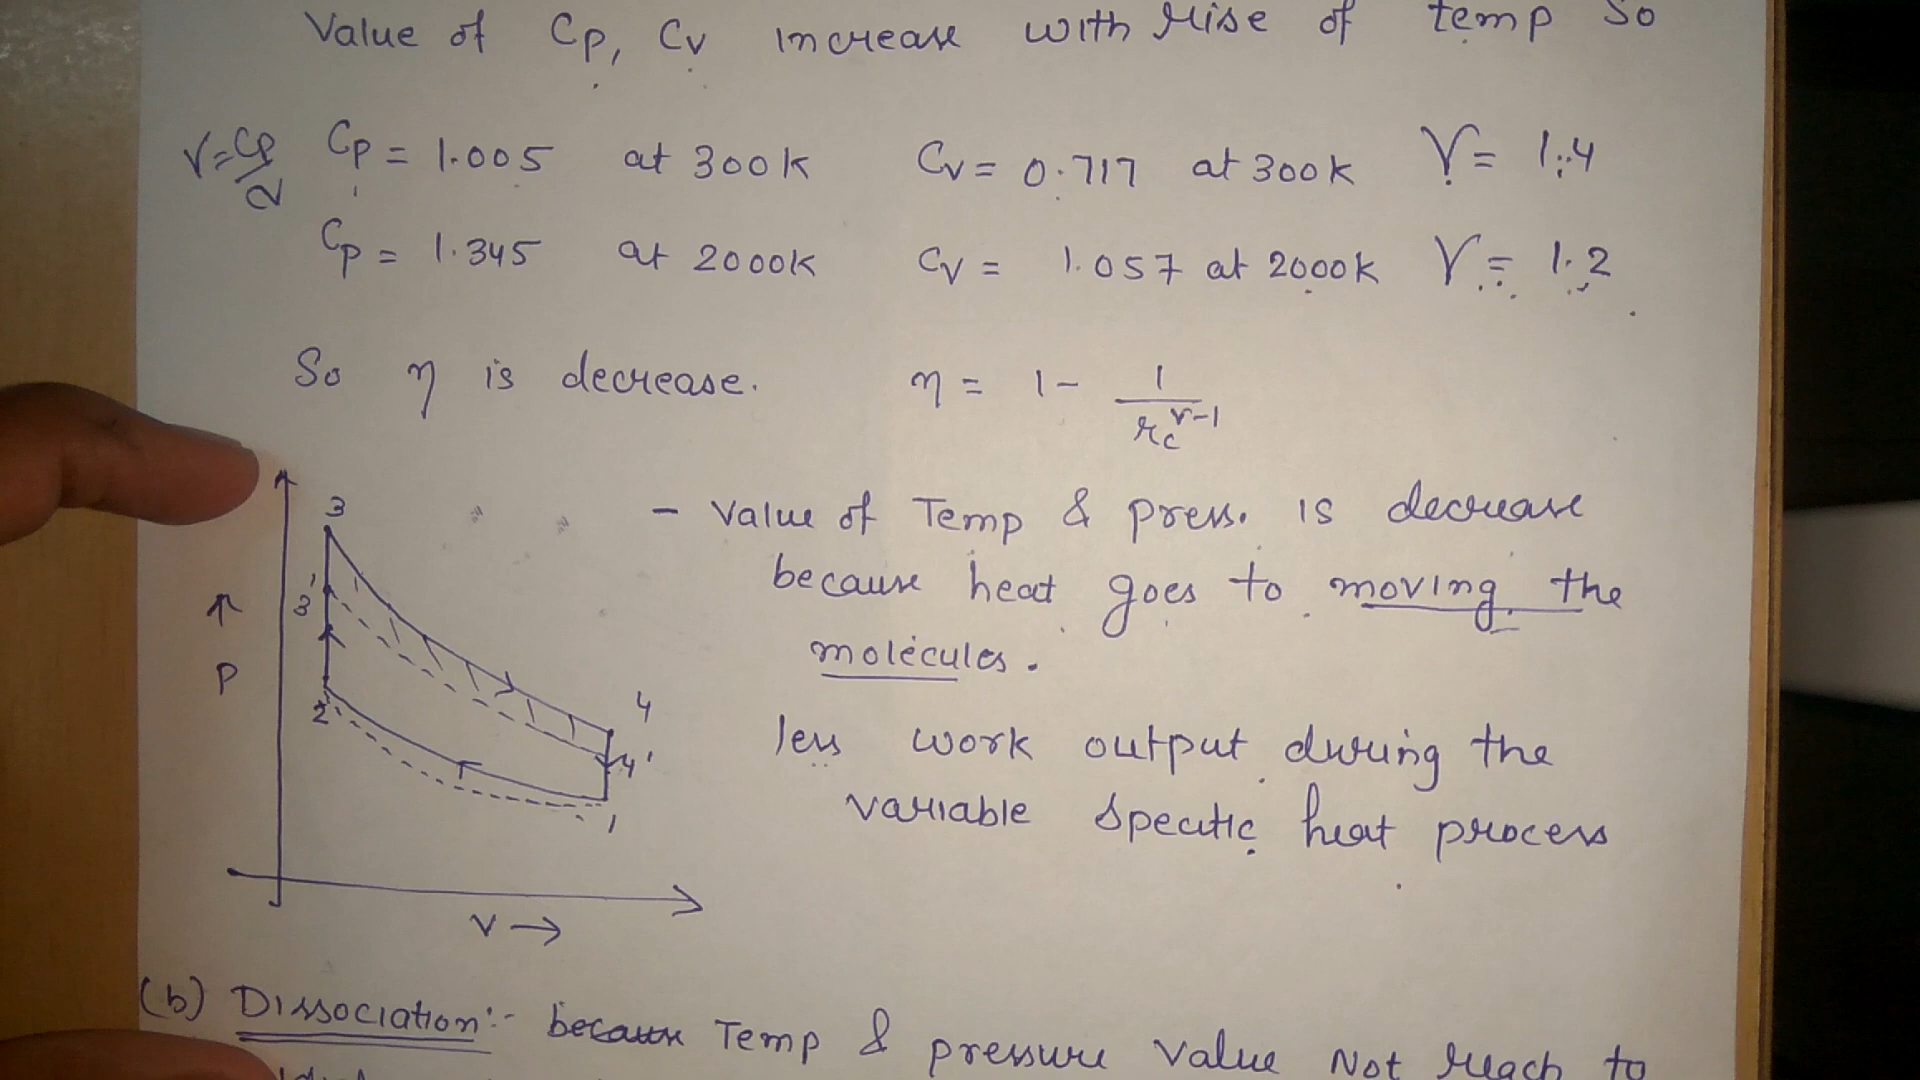 Value of Cp, Cv increase with rise of temp so
γ=Cp/Cv Cp = 1.005 at 300K Cv = 0.717 at 300K γ = 1.4
Cp = 1.345 at 2000K Cv = 1.057 at 2000K γ = 1.2
So η is decrease. η = 1 - 1/rc^γ-1
3
- Value of Temp & press. is decrease
because heat goes to moving the
3'
molecules.
P
4
2
4'
less work output during the
1
variable specific heat process
V →
(b) Dissociation:- because Temp & pressure value Not reach to